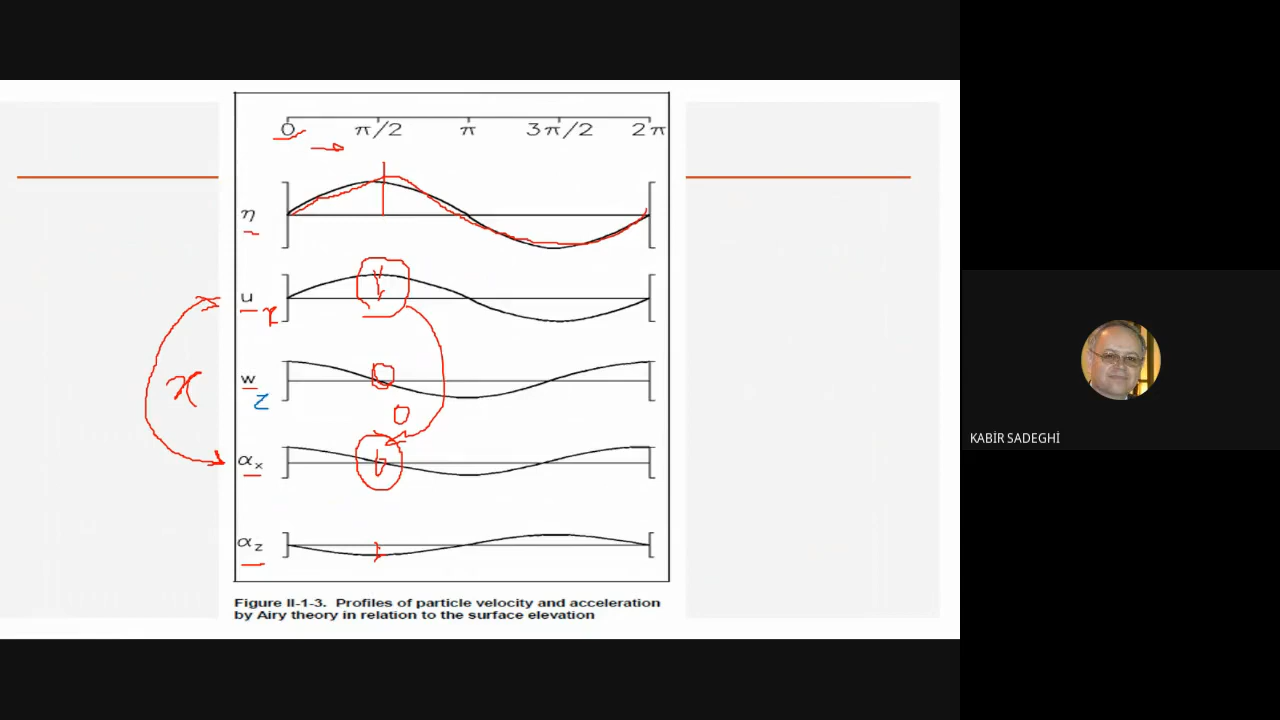 0 π/2 π 3π/2 2π
η
u
x
w
z
x
0
αx
αz
KABİR SADEGHİ
Figure II-1-3. Profiles of particle velocity and acceleration
by Airy theory in relation to the surface elevation